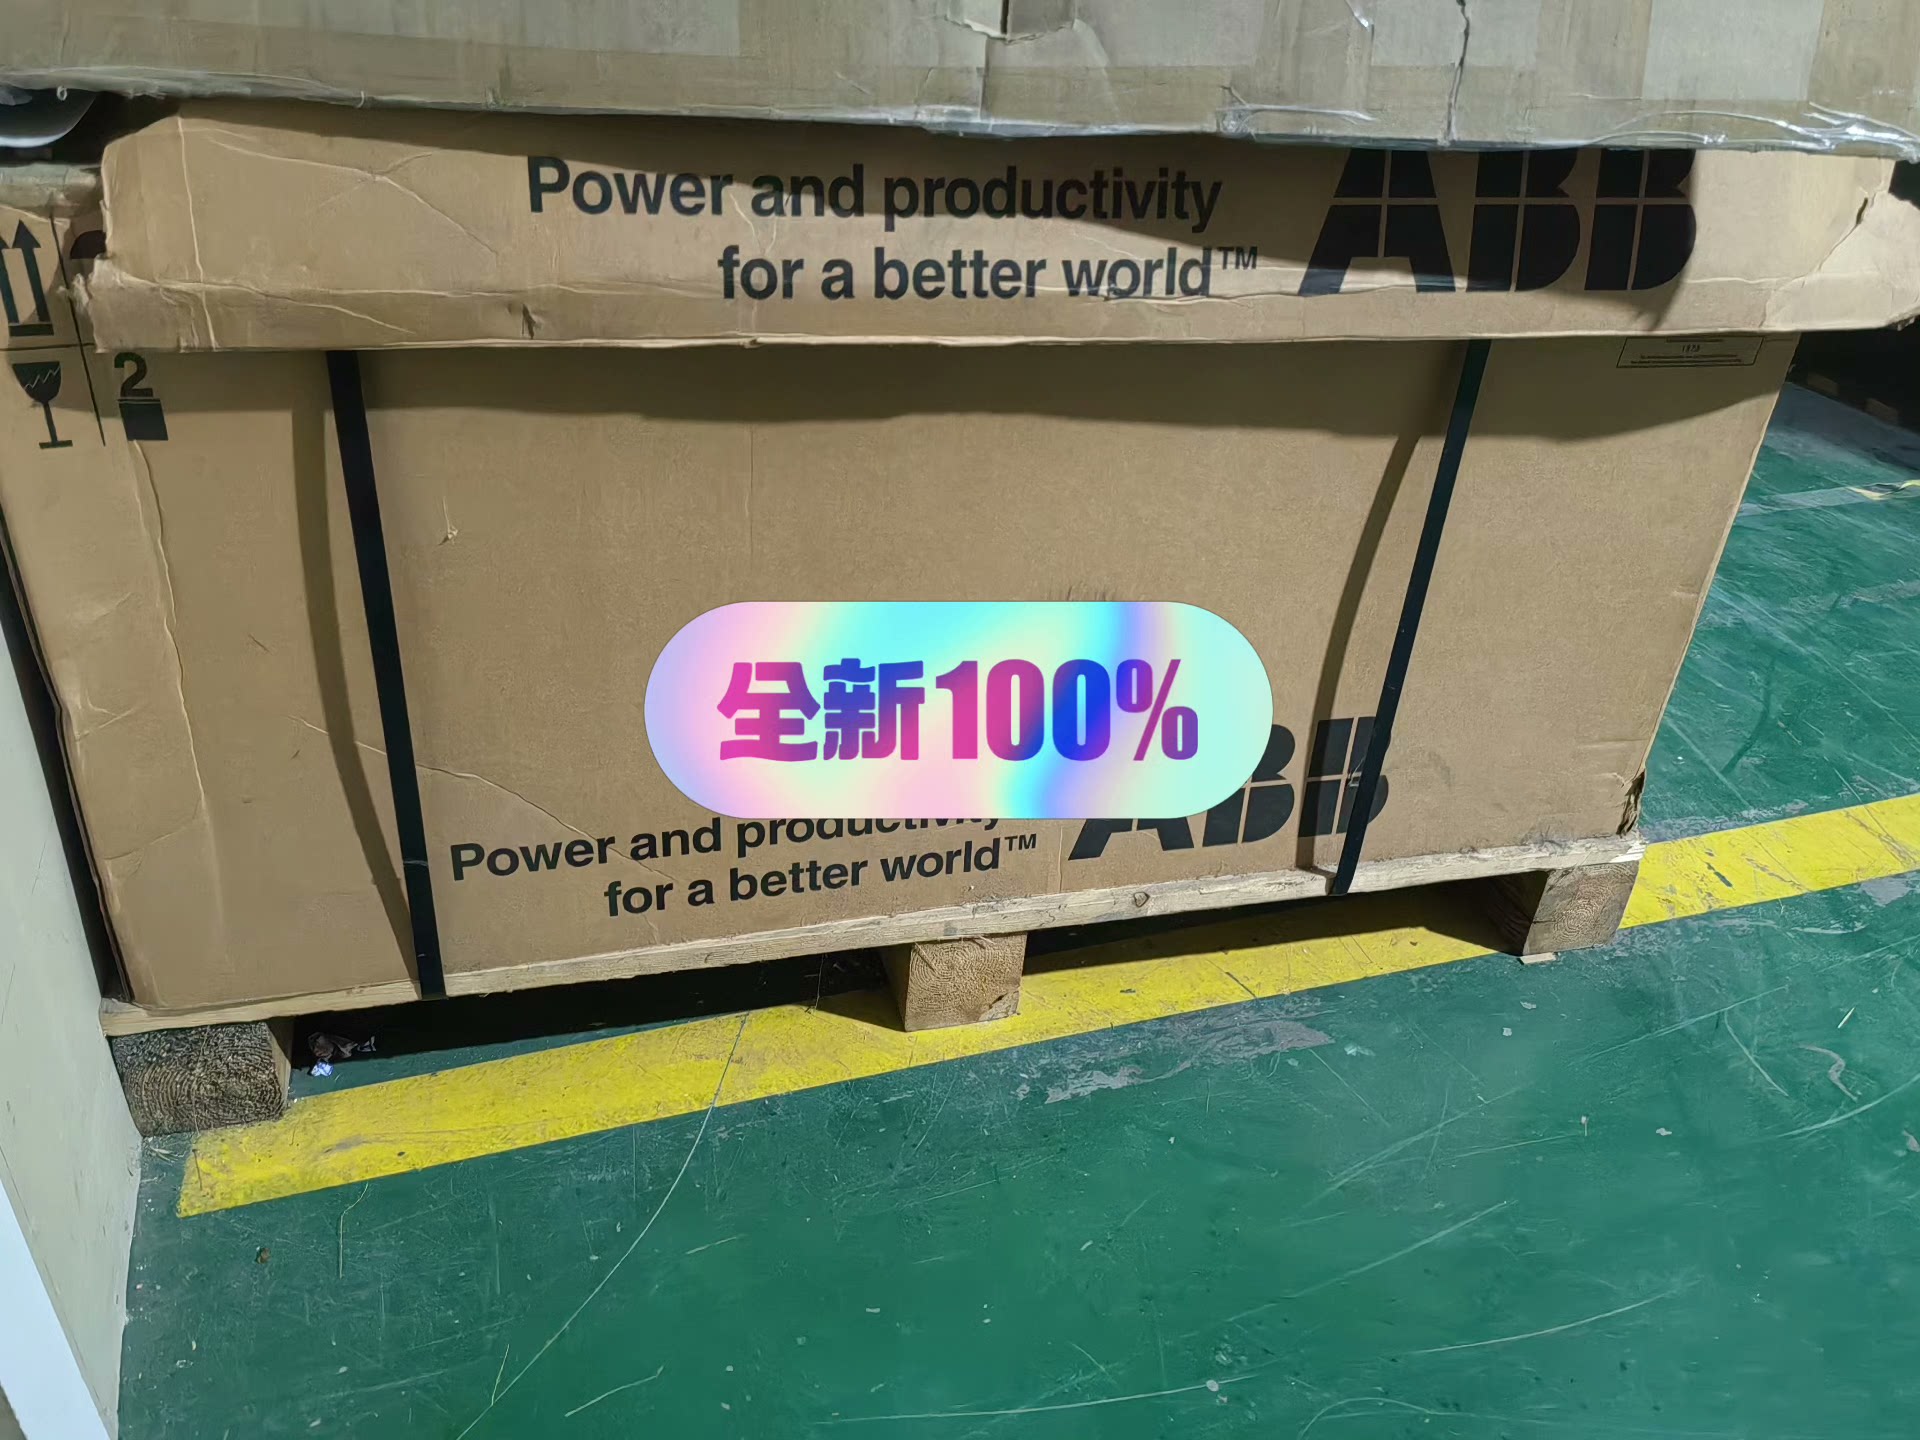 Power and productivity
for a better world™
ABB
2
全新100%
Power and productivity
for a better world™
ABB